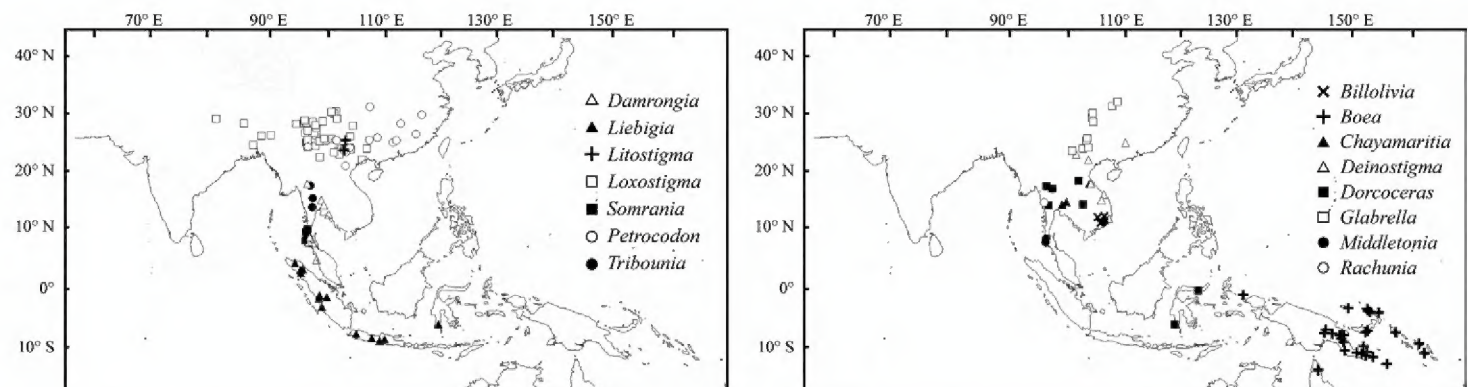 70° E 90° E 110° E 130° E 150° E
40° N
30° N
20° N
10° N
0°
10° S
Damrongia
Liebigia
Litostigma
Loxostigma
Somrania
Petrocodon
Tribounia
70° E 90° E 110° E 130° E 150° E
40° N
30° N
20° N
10° N
0°
10° S
Billolivia
Boea
Chayamaritia
Deinostigma
Dorcoceras
Glabrella
Middletonia
Rachunia